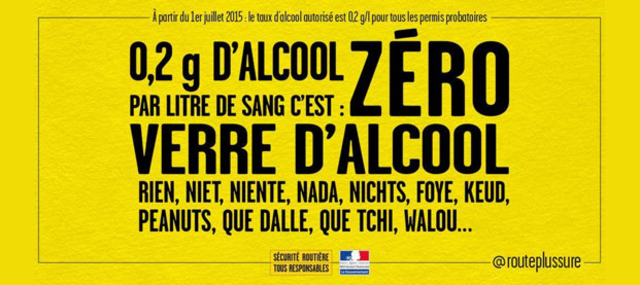 À partir du 1er juillet 2015 : le taux d'alcool autorisé est 0,2 g/l pour tous les permis probatoires
0,2 g D'ALCOOL
PAR LITRE DE SANG C'EST : ZÉRO
VERRE D'ALCOOL
RIEN, NIET, NIENTE, NADA, NICHTS, FOYE, KEUD,
PEANUTS, QUE DALLE, QUE TCHI, WALOU...
SÉCURITÉ ROUTIÈRE
TOUS RESPONSABLES
Le Gouvernement
@routeplussure